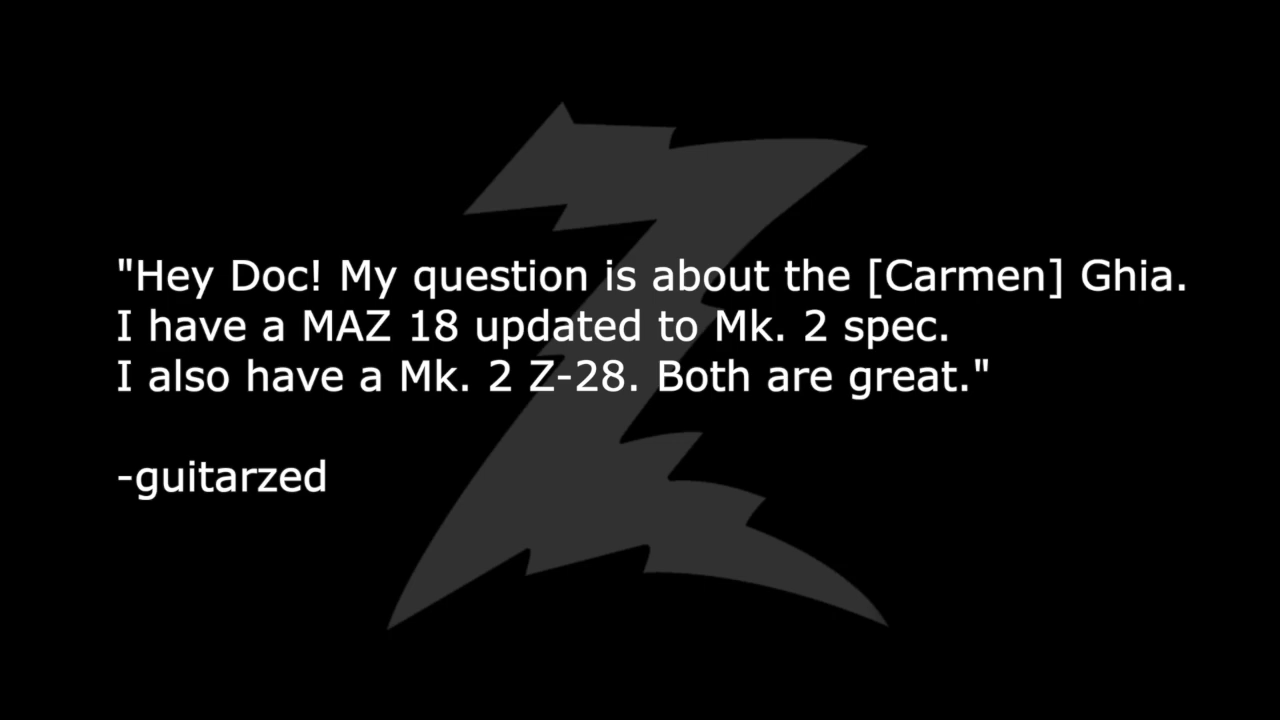 "Hey Doc! My question is about the [Carmen] Ghia.
I have a MAZ 18 updated to Mk. 2 spec.
I also have a Mk. 2 Z-28. Both are great."
-guitarzed